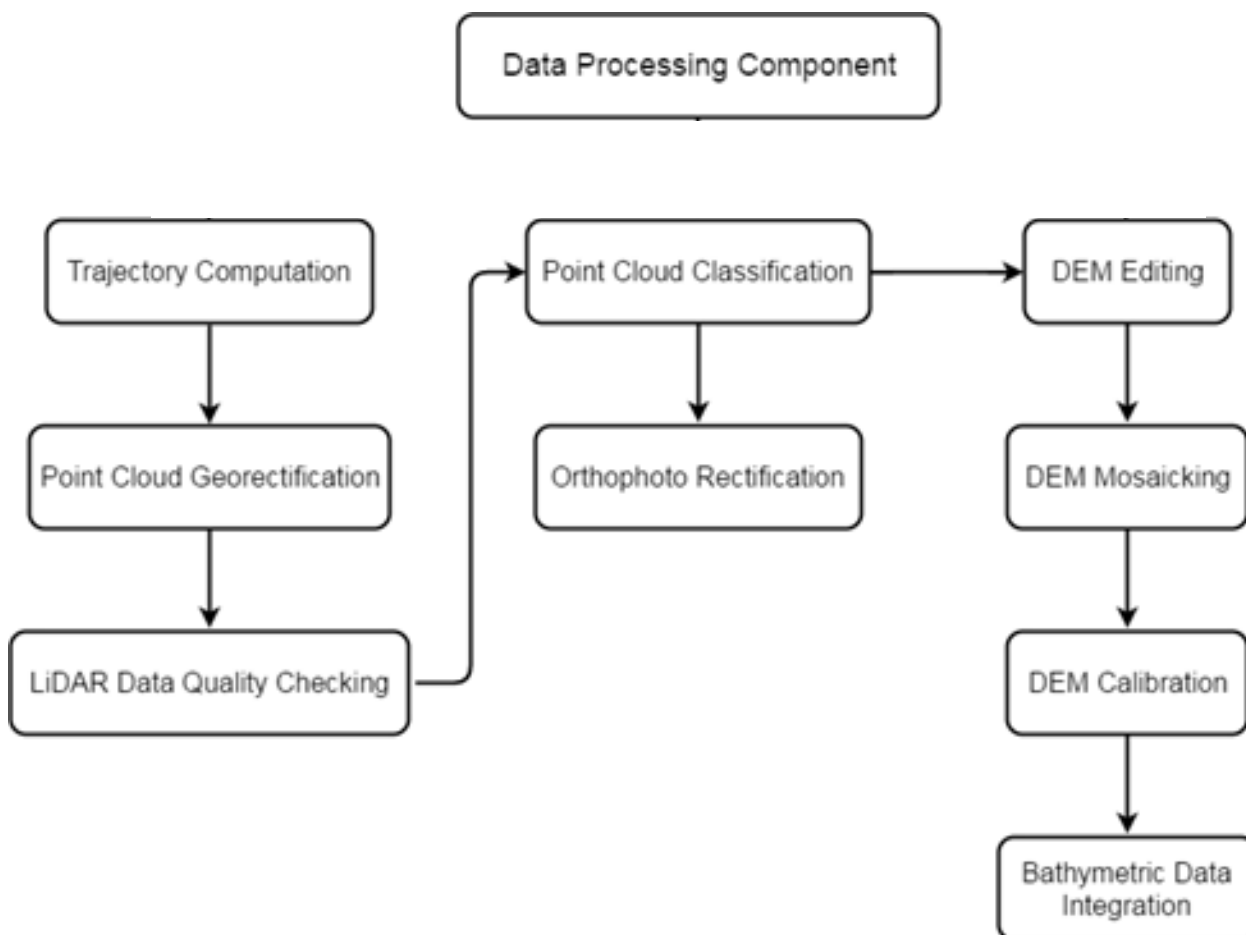 Data Processing Component
Trajectory Computation
Point Cloud Georectification
LiDAR Data Quality Checking
Point Cloud Classification
Orthophoto Rectification
DEM Editing
DEM Mosaicking
DEM Calibration
Bathymetric Data
Integration